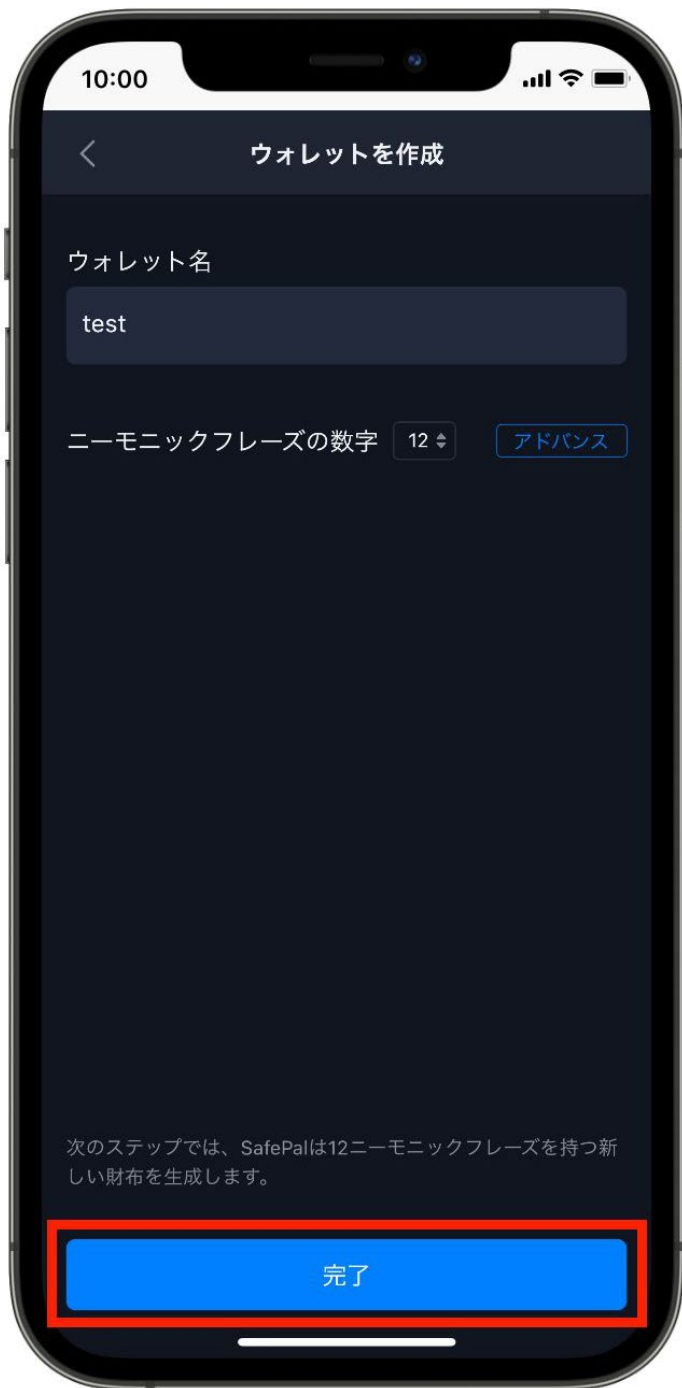 10:00
ウォレットを作成
ウォレット名
test
ニーモニックフレーズの数字 12 アドバンス
次のステップでは、SafePalは12ニーモニックフレーズを持つ新
しい財布を生成します。
完了